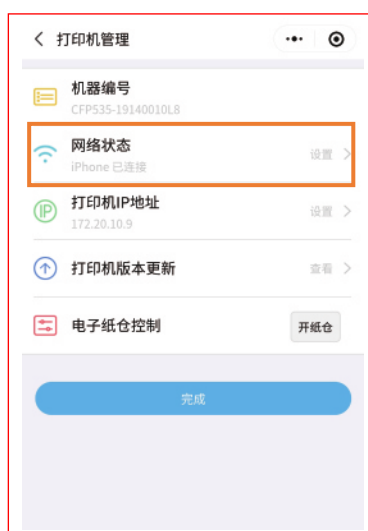 打印机管理
机器编号
CFP535-19140010L8
网络状态
iPhone 已连接
设置
打印机IP地址
172.20.10.9
设置
IP
打印机版本更新
查看
电子纸仓控制
开纸仓
完成